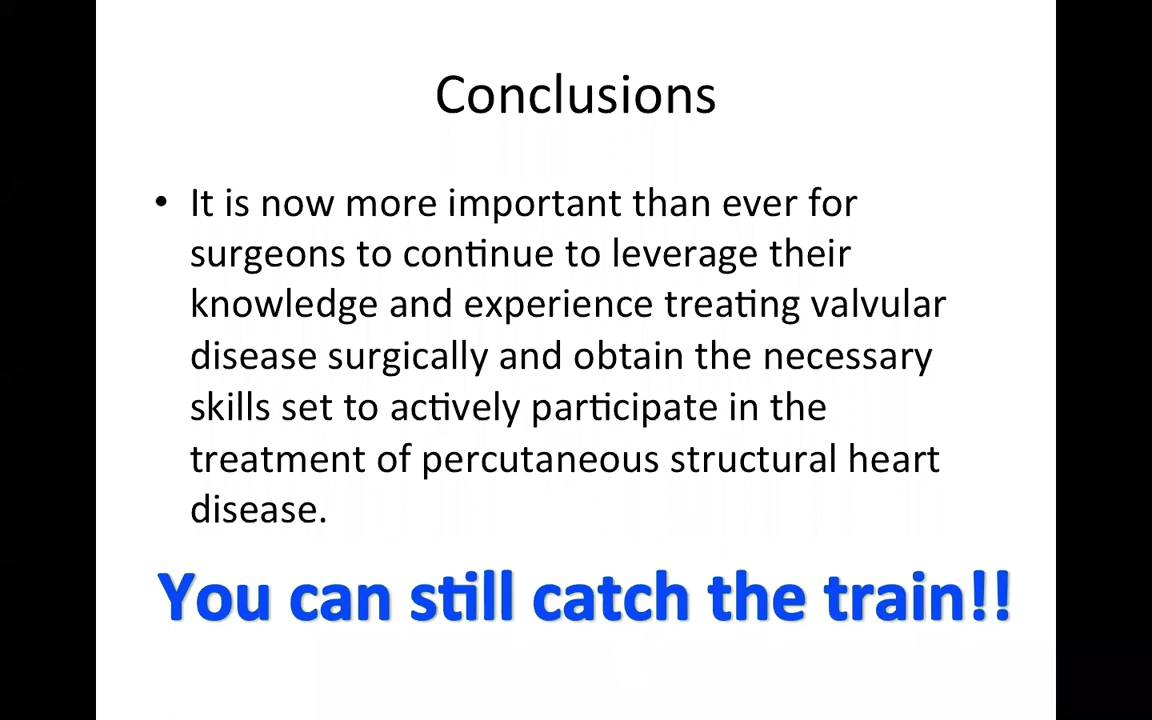 Conclusions
• It is now more important than ever for
surgeons to continue to leverage their
knowledge and experience treating valvular
disease surgically and obtain the necessary
skills set to actively participate in the
treatment of percutaneous structural heart
disease.
You can still catch the train!!